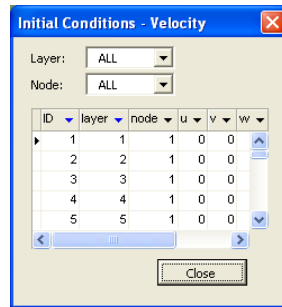 Initial Conditions - Velocity
Layer: ALL
Node: ALL
ID layer node u v w
1 1 1 0 0
2 2 1 0 0
3 3 1 0 0
4 4 1 0 0
5 5 1 0 0
Close